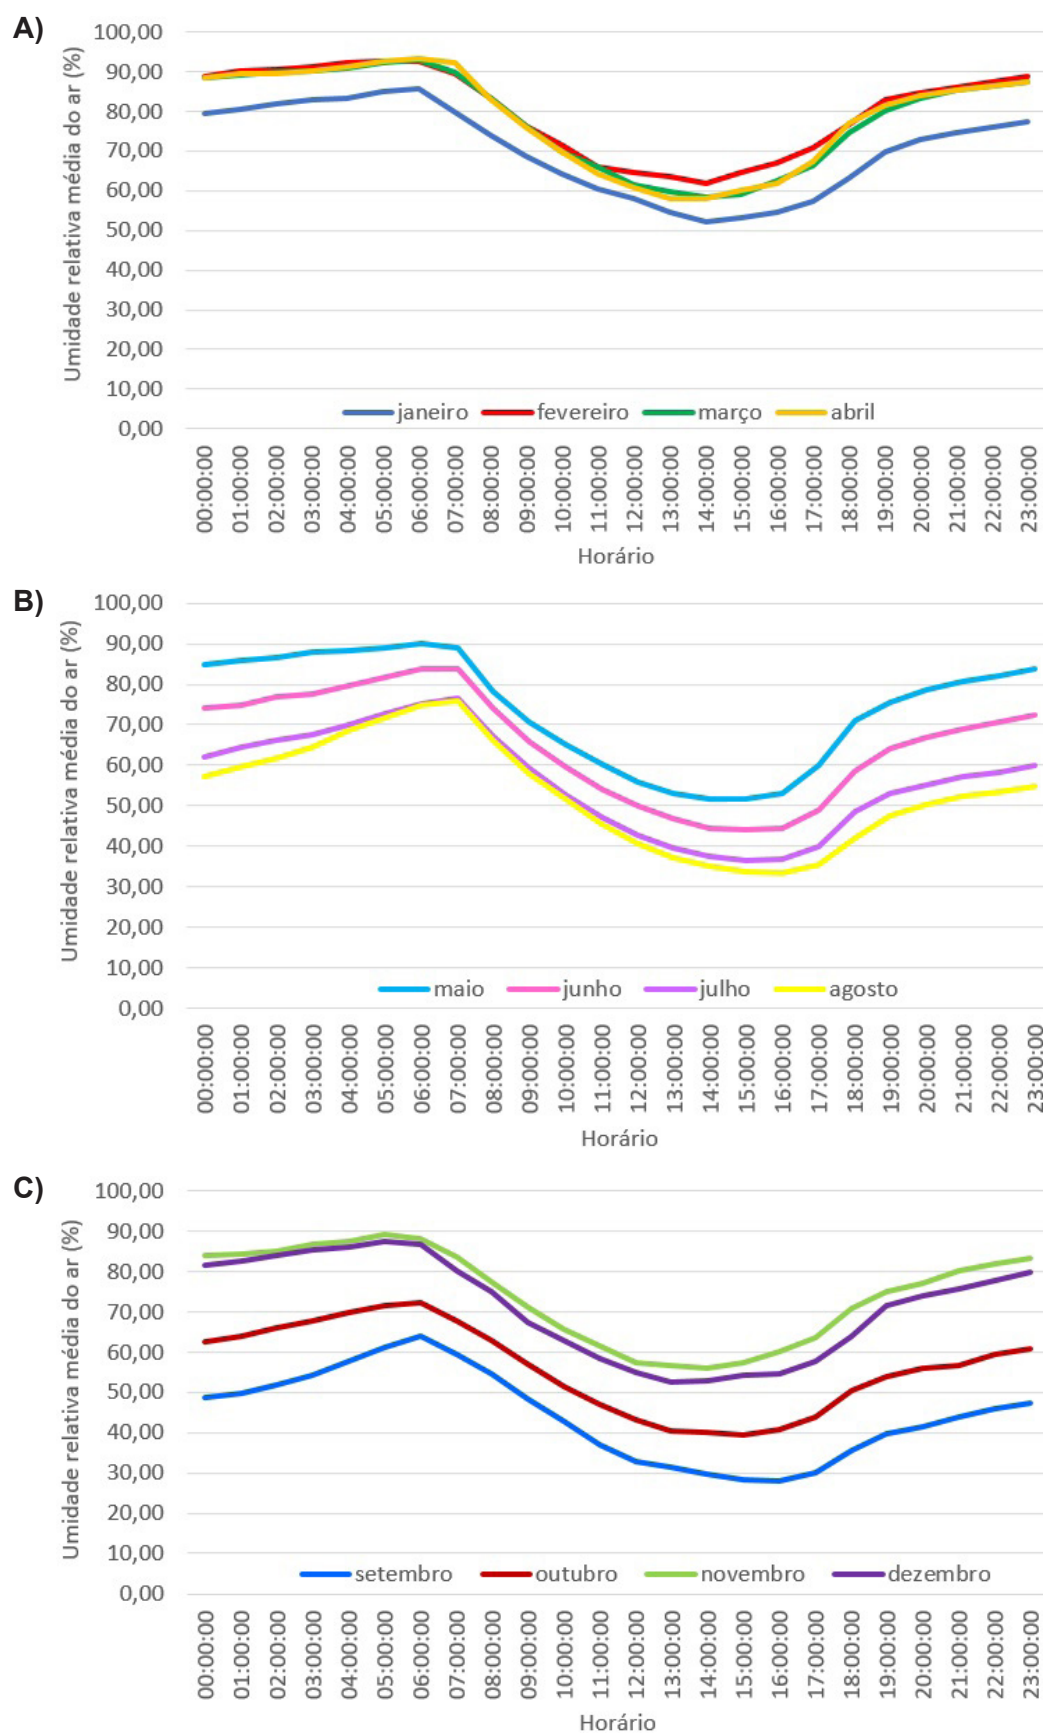 A)
Umidade relativa média do ar (%)
100,00
90,00
80,00
70,00
60,00
50,00
40,00
30,00
20,00
10,00
0,00
janeiro fevereiro março abril
00:00:00 01:00:00 02:00:00 03:00:00 04:00:00 05:00:00 06:00:00 07:00:00 08:00:00 09:00:00 10:00:00 11:00:00 12:00:00 13:00:00 14:00:00 15:00:00 16:00:00 17:00:00 18:00:00 19:00:00 20:00:00 21:00:00 22:00:00 23:00:00
Horário
B)
Umidade relativa média do ar (%)
100,00
90,00
80,00
70,00
60,00
50,00
40,00
30,00
20,00
10,00
0,00
maio junho julho agosto
00:00:00 01:00:00 02:00:00 03:00:00 04:00:00 05:00:00 06:00:00 07:00:00 08:00:00 09:00:00 10:00:00 11:00:00 12:00:00 13:00:00 14:00:00 15:00:00 16:00:00 17:00:00 18:00:00 19:00:00 20:00:00 21:00:00 22:00:00 23:00:00
Horário
C)
Umidade relativa média do ar (%)
100,00
90,00
80,00
70,00
60,00
50,00
40,00
30,00
20,00
10,00
0,00
setembro outubro novembro dezembro
00:00:00 01:00:00 02:00:00 03:00:00 04:00:00 05:00:00 06:00:00 07:00:00 08:00:00 09:00:00 10:00:00 11:00:00 12:00:00 13:00:00 14:00:00 15:00:00 16:00:00 17:00:00 18:00:00 19:00:00 20:00:00 21:00:00 22:00:00 23:00:00
Horário